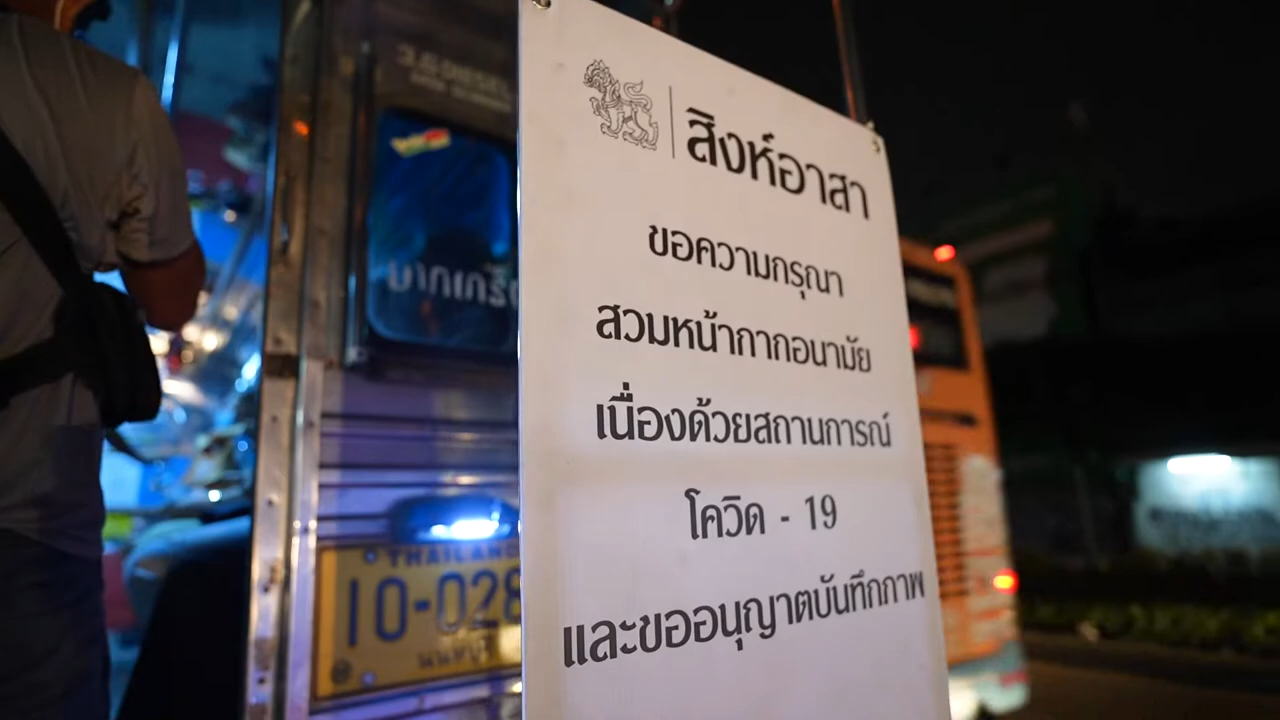 สิงห์อาสา
ขอความกรุณา
สวมหน้ากากอนามัย
เนื่องด้วยสถานการณ์
โควิด - 19
และขออนุญาตบันทึกภาพ
THAILAND
10-028